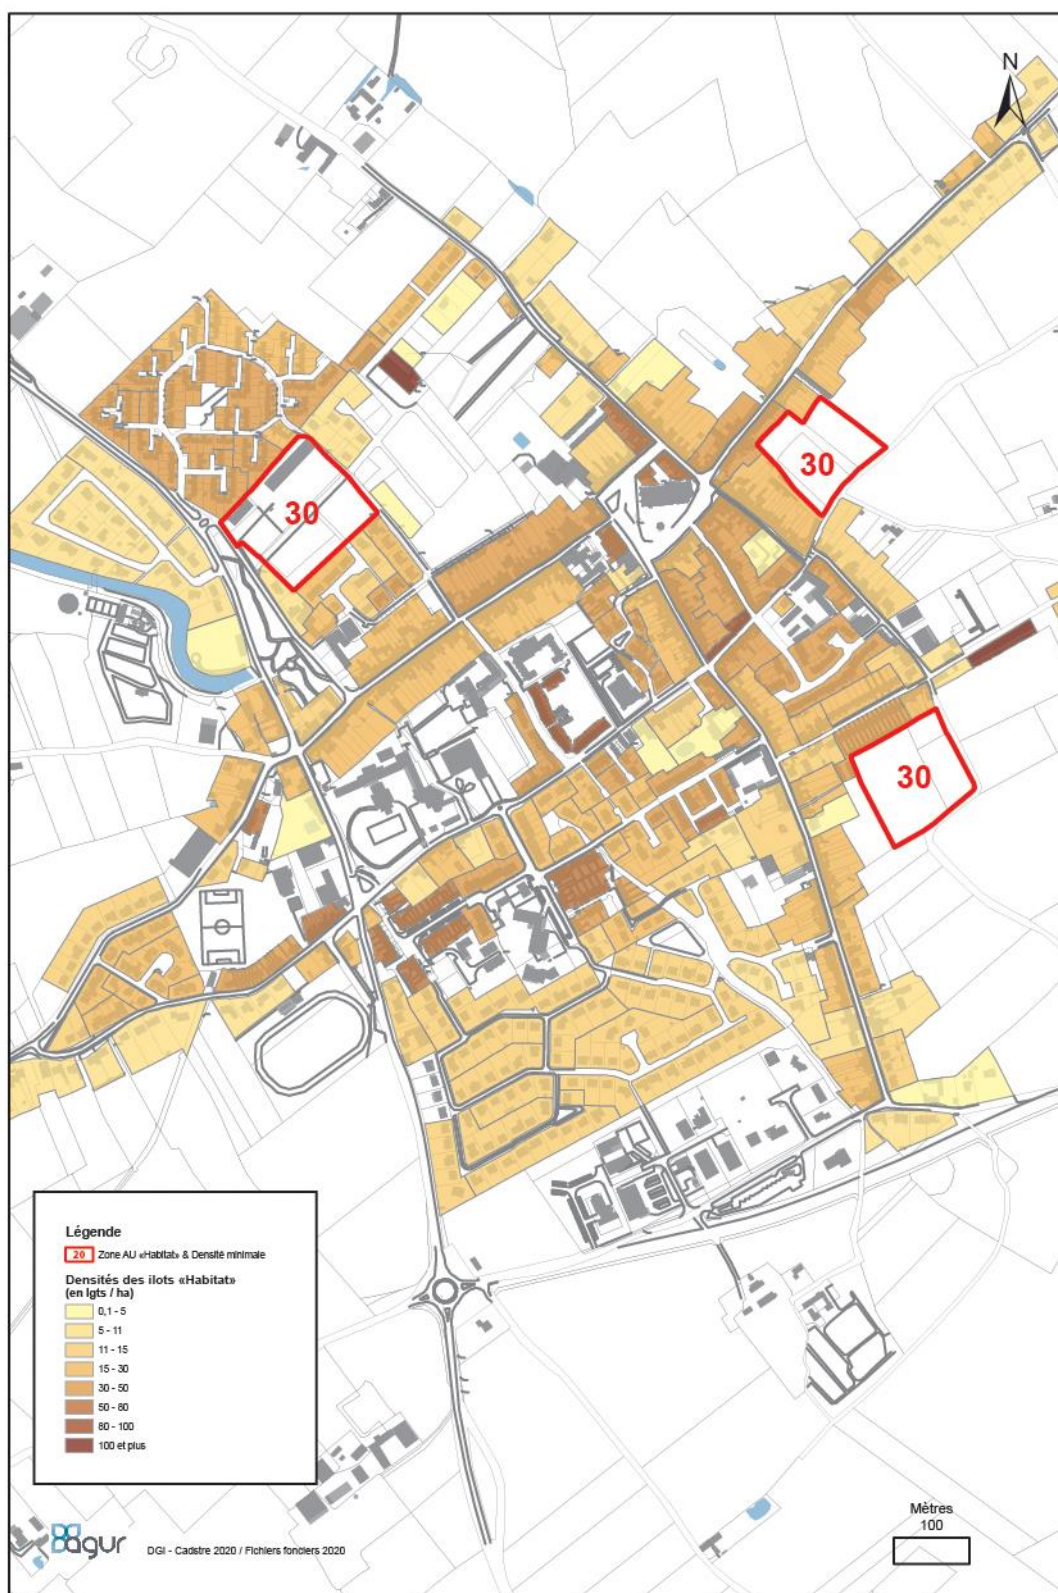 N
30
30
30
Légende
20 Zone AU «Habitat» & Densité minimale
Densités des ilots «Habitat»
(en lgts / ha)
0,1 - 5
5 - 11
11 - 15
15 - 30
30 - 50
50 - 80
80 - 100
100 et plus
agur
DGI - Cadstre 2020 / Fichiers fonciers 2020
Mètres
100